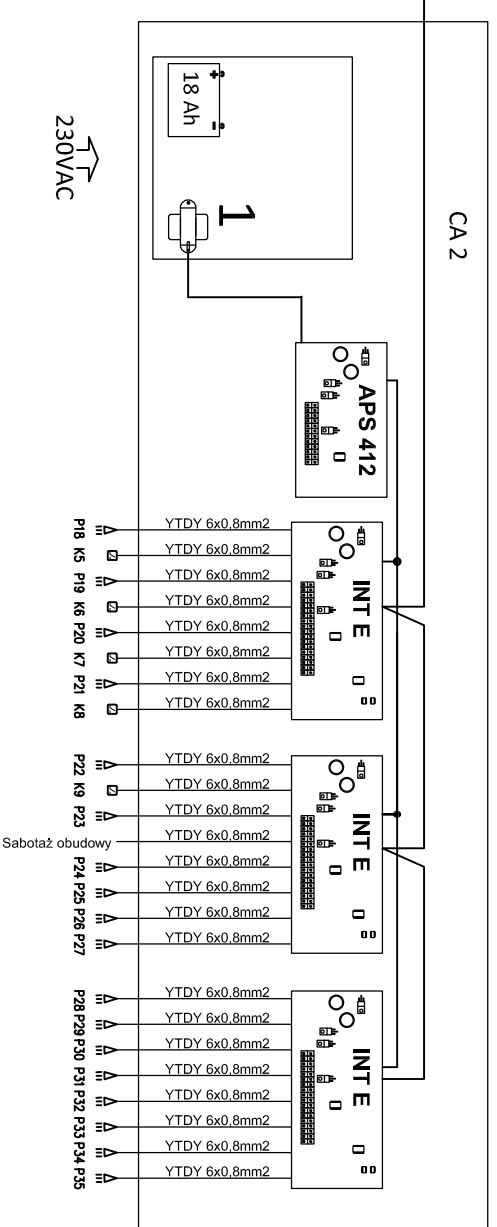 CA 2
18 Ah
+
-
1
230VAC
APS 412
INT E
P18 YTDY 6x0,8mm2
K5 YTDY 6x0,8mm2
P19 YTDY 6x0,8mm2
K6 YTDY 6x0,8mm2
P20 YTDY 6x0,8mm2
K7 YTDY 6x0,8mm2
P21 YTDY 6x0,8mm2
K8 YTDY 6x0,8mm2
INT E
P22 YTDY 6x0,8mm2
K9 YTDY 6x0,8mm2
P23 YTDY 6x0,8mm2
Sabotaż obudowy YTDY 6x0,8mm2
P24 YTDY 6x0,8mm2
P25 YTDY 6x0,8mm2
P26 YTDY 6x0,8mm2
P27 YTDY 6x0,8mm2
INT E
P28 YTDY 6x0,8mm2
P29 YTDY 6x0,8mm2
P30 YTDY 6x0,8mm2
P31 YTDY 6x0,8mm2
P32 YTDY 6x0,8mm2
P33 YTDY 6x0,8mm2
P34 YTDY 6x0,8mm2
P35 YTDY 6x0,8mm2